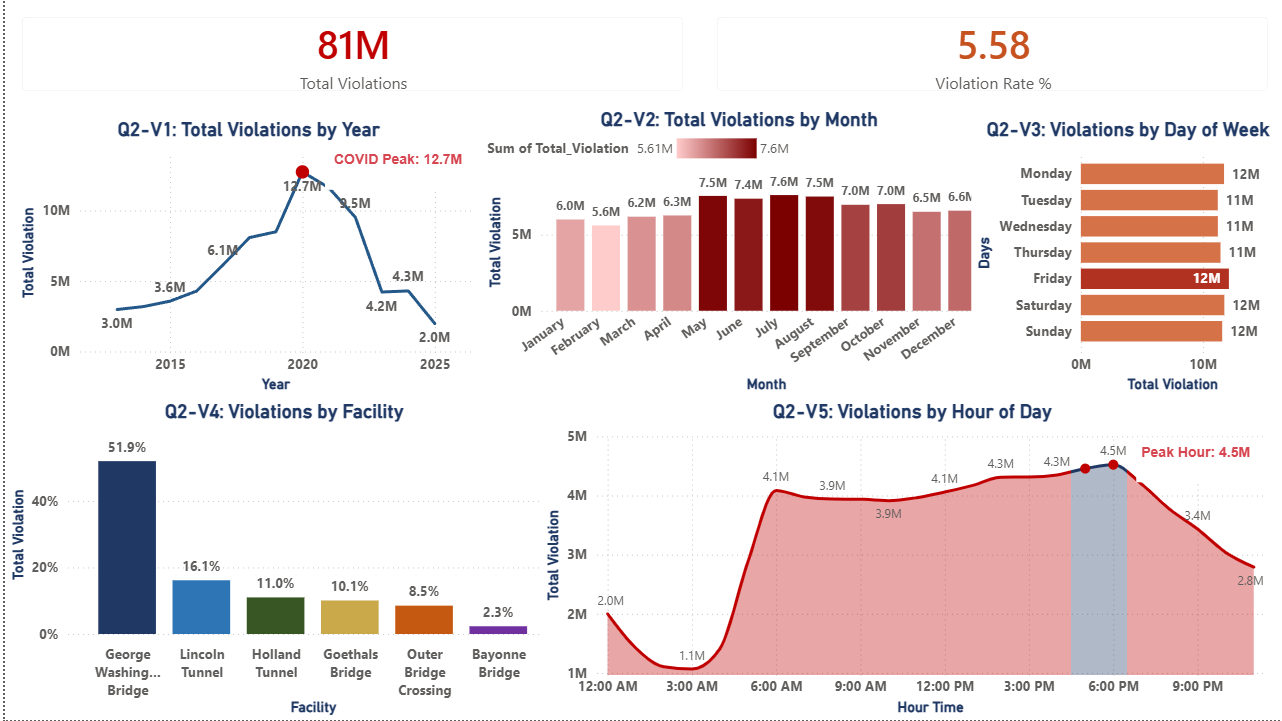 81M
Total Violations
5.58
Violation Rate %
Q2-V1: Total Violations by Year
COVID Peak: 12.7M
Total Violation
10M
5M
0M
3.0M
3.6M
6.1M
12.7M
9.5M
4.2M
4.3M
2.0M
2015
2020
2025
Year
Q2-V2: Total Violations by Month
Sum of Total_Violation 5.61M 7.6M
Total Violation
5M
0M
6.0M
5.6M
6.2M
6.3M
7.5M
7.4M
7.6M
7.5M
7.0M
7.0M
6.5M
6.6M
January
February
March
April
May
June
July
August
September
October
November
December
Month
Q2-V3: Violations by Day of Week
Days
Monday 12M
Tuesday 11M
Wednesday 11M
Thursday 11M
Friday 12M
Saturday 12M
Sunday 12M
0M
10M
Total Violation
Q2-V4: Violations by Facility
Total Violation
40%
20%
0%
51.9%
16.1%
11.0%
10.1%
8.5%
2.3%
George
Washing...
Bridge
Lincoln
Tunnel
Holland
Tunnel
Goethals
Bridge
Outer
Bridge
Crossing
Bayonne
Bridge
Facility
Q2-V5: Violations by Hour of Day
Peak Hour: 4.5M
Total Violation
5M
4M
3M
2M
1M
2.0M
1.1M
4.1M
3.9M
3.9M
4.1M
4.3M
4.3M
4.5M
3.4M
2.8M
12:00 AM
3:00 AM
6:00 AM
9:00 AM
12:00 PM
3:00 PM
6:00 PM
9:00 PM
Hour Time